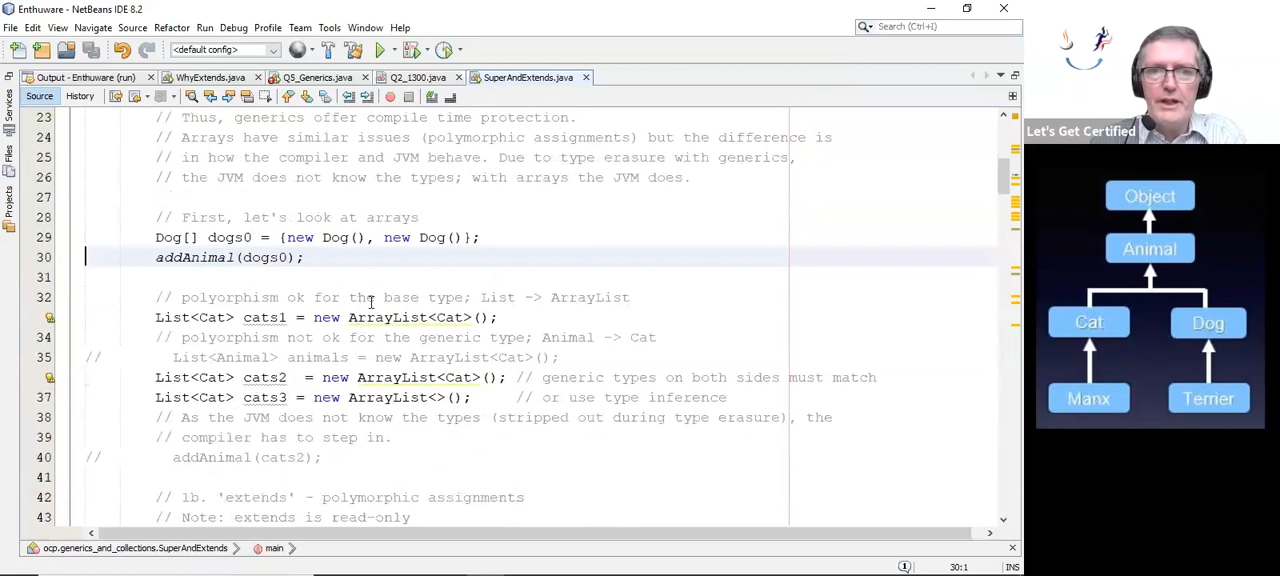 Enthuware - NetBeans IDE 8.2
File Edit View Navigate Source Refactor Run Debug Profile Team Tools Window Help
Search (Ctrl+I)
<default config>
Output - Enthuware (run) WhyExtends.java Q5_Generics.java Q2_1300.java SuperAndExtends.java
Source History
Services
Files
Projects
23 // Thus, generics offer compile time protection.
24 // Arrays have similar issues (polymorphic assignments) but the difference is
25 // in how the compiler and JVM behave. Due to type erasure with generics,
26 // the JVM does not know the types; with arrays the JVM does.
27
28 // First, let's look at arrays
29 Dog[] dogs0 = {new Dog(), new Dog()};
30 addAnimal(dogs0);
31
32 // polyorphism ok for the base type; List -> ArrayList
List<Cat> cats1 = new ArrayList<Cat>();
34 // polymorphism not ok for the generic type; Animal -> Cat
35 // List<Animal> animals = new ArrayList<Cat>();
List<Cat> cats2 = new ArrayList<Cat>(); // generic types on both sides must match
37 List<Cat> cats3 = new ArrayList<>(); // or use type inference
38 // As the JVM does not know the types (stripped out during type erasure), the
39 // compiler has to step in.
40 // addAnimal(cats2);
41
42 // 1b. 'extends' - polymorphic assignments
43 // Note: extends is read-only
ocp.generics_and_collections.SuperAndExtends main
30:1 INS
Let's Get Certified
Object
Animal
Cat Dog
Manx Terrier